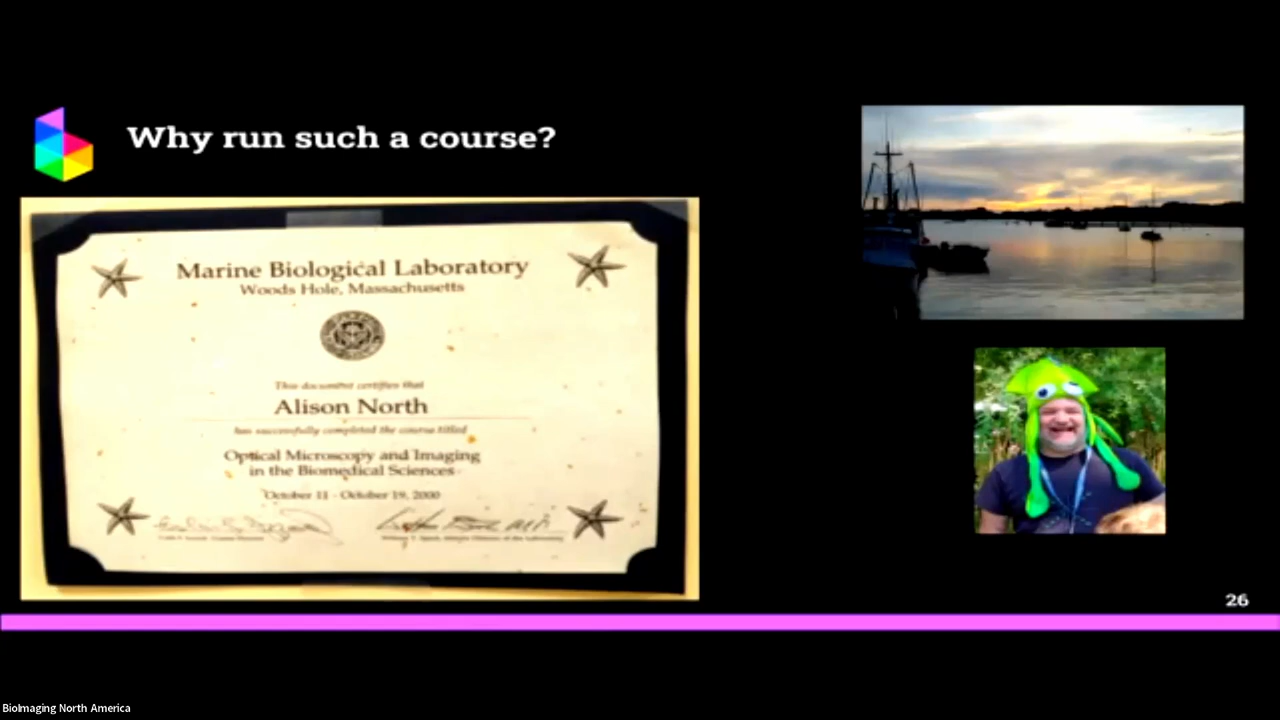 Why run such a course?
Marine Biological Laboratory
Woods Hole, Massachusetts
This document certifies that
Alison North
has successfully completed the course titled
Optical Microscopy and Imaging
in the Biomedical Sciences
October 11 - October 19, 2000
26
BioImaging North America